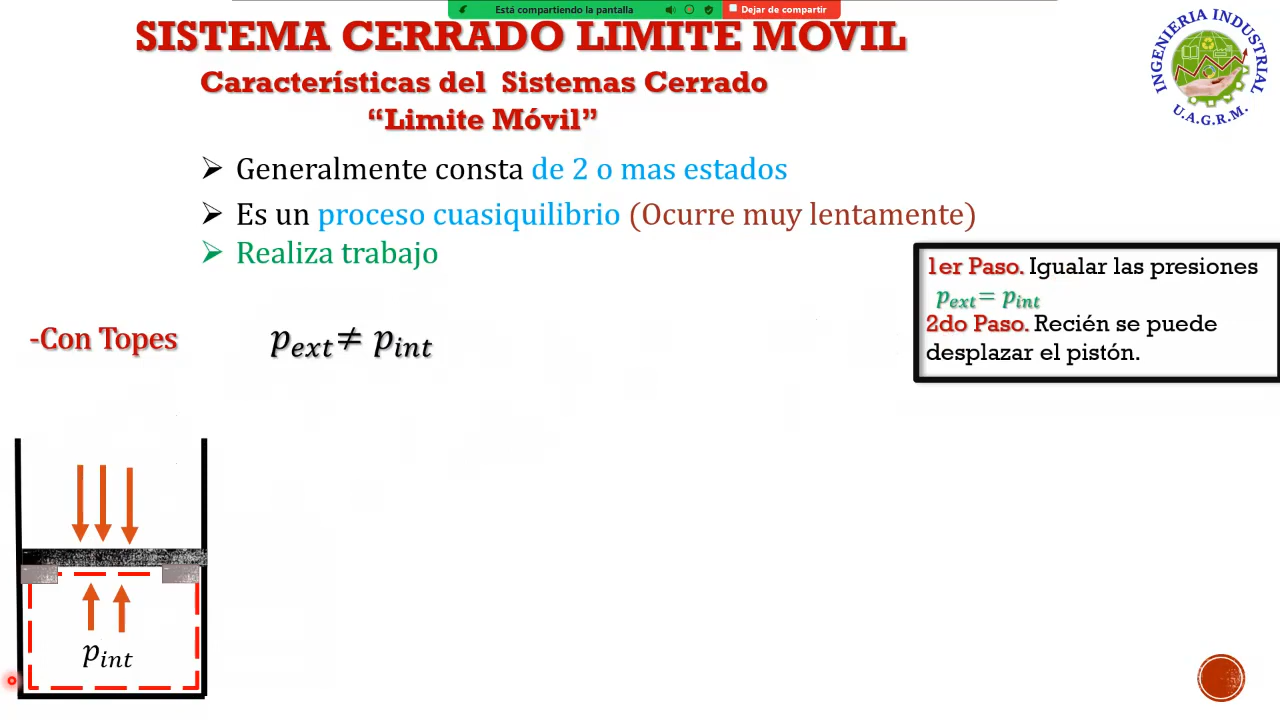 Está compartiendo la pantalla
Dejar de compartir
SISTEMA CERRADO LIMITE MOVIL
Características del Sistemas Cerrado
“Limite Móvil”
INGENIERIA INDUSTRIAL
U.A.G.R.M.
➢ Generalmente consta de 2 o mas estados
➢ Es un proceso cuasiquilibrio (Ocurre muy lentamente)
➢ Realiza trabajo
1er Paso. Igualar las presiones
p_ext = p_int
2do Paso. Recién se puede
desplazar el pistón.
-Con Topes
p_ext ≠ p_int
p_int